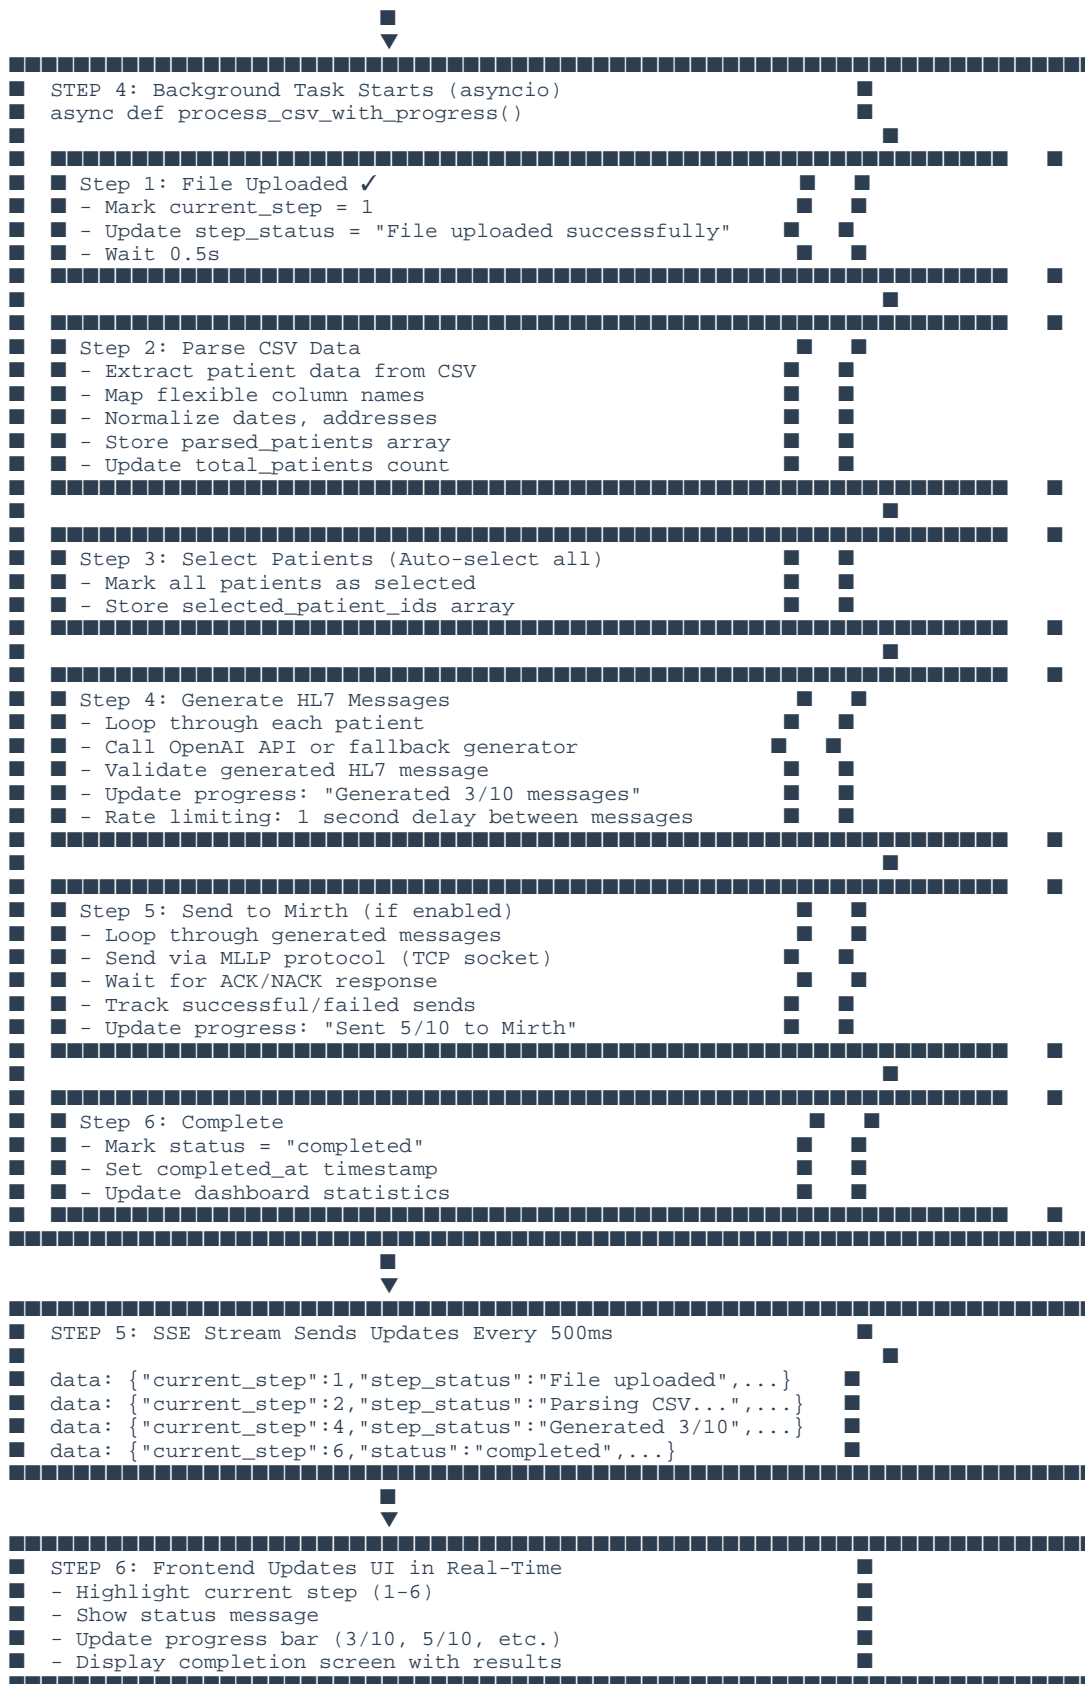 STEP 4: Background Task Starts (asyncio)
async def process_csv_with_progress()
Step 1: File Uploaded ✓
- Mark current_step = 1
- Update step_status = "File uploaded successfully"
- Wait 0.5s
Step 2: Parse CSV Data
- Extract patient data from CSV
- Map flexible column names
- Normalize dates, addresses
- Store parsed_patients array
- Update total_patients count
Step 3: Select Patients (Auto-select all)
- Mark all patients as selected
- Store selected_patient_ids array
Step 4: Generate HL7 Messages
- Loop through each patient
- Call OpenAI API or fallback generator
- Validate generated HL7 message
- Update progress: "Generated 3/10 messages"
- Rate limiting: 1 second delay between messages
Step 5: Send to Mirth (if enabled)
- Loop through generated messages
- Send via MLLP protocol (TCP socket)
- Wait for ACK/NACK response
- Track successful/failed sends
- Update progress: "Sent 5/10 to Mirth"
Step 6: Complete
- Mark status = "completed"
- Set completed_at timestamp
- Update dashboard statistics
STEP 5: SSE Stream Sends Updates Every 500ms
data: {"current_step":1,"step_status":"File uploaded",...}
data: {"current_step":2,"step_status":"Parsing CSV...",...}
data: {"current_step":4,"step_status":"Generated 3/10",...}
data: {"current_step":6,"status":"completed",...}
STEP 6: Frontend Updates UI in Real-Time
- Highlight current step (1-6)
- Show status message
- Update progress bar (3/10, 5/10, etc.)
- Display completion screen with results